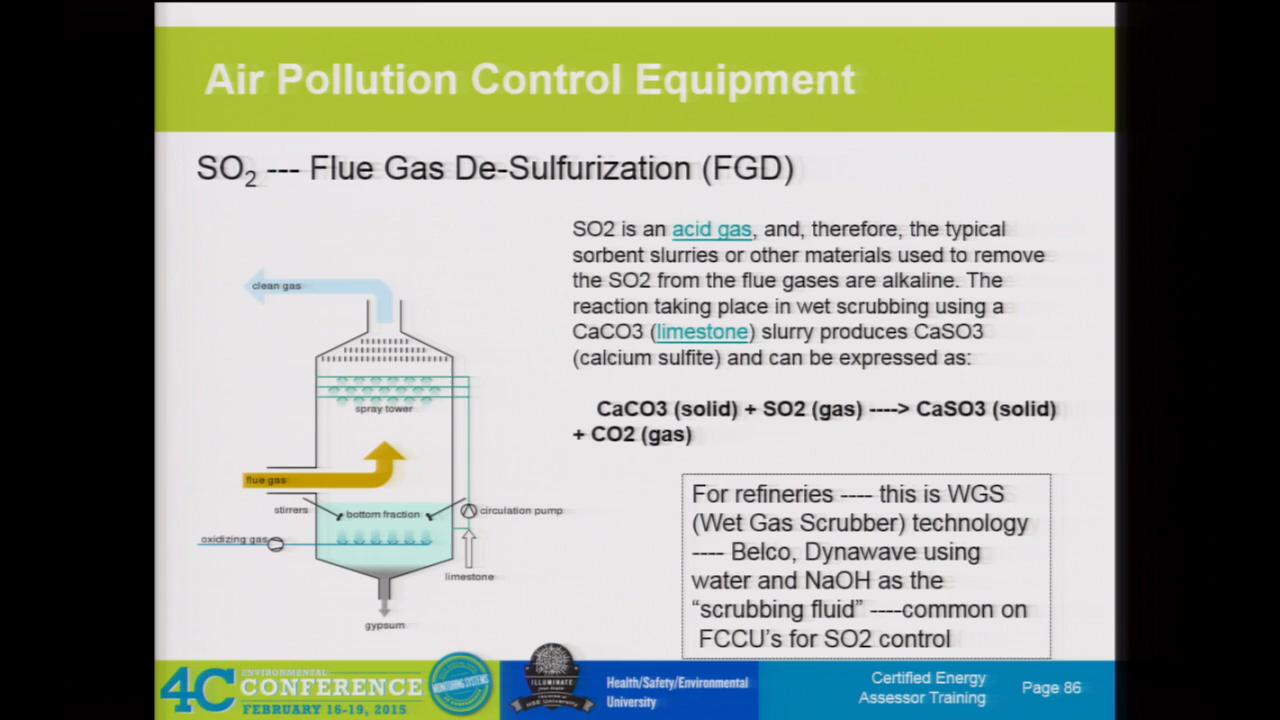 Air Pollution Control Equipment
SO2 --- Flue Gas De-Sulfurization (FGD)
SO2 is an acid gas, and, therefore, the typical
sorbent slurries or other materials used to remove
the SO2 from the flue gases are alkaline. The
reaction taking place in wet scrubbing using a
CaCO3 (limestone) slurry produces CaSO3
(calcium sulfite) and can be expressed as:
CaCO3 (solid) + SO2 (gas) ----> CaSO3 (solid)
+ CO2 (gas)
For refineries ---- this is WGS
(Wet Gas Scrubber) technology
---- Belco, Dynawave using
water and NaOH as the
“scrubbing fluid” ----common on
FCCU’s for SO2 control
clean gas
spray tower
flue gas
stirrers
bottom fraction
circulation pump
oxidizing gas
limestone
gypsum
4C
ENVIRONMENTAL
CONFERENCE
FEBRUARY 16-19, 2015
MONITORING SYSTEMS
ILLUMINATE
HSE University
Health/Safety/Environmental
University
Certified Energy
Assessor Training
Page 86